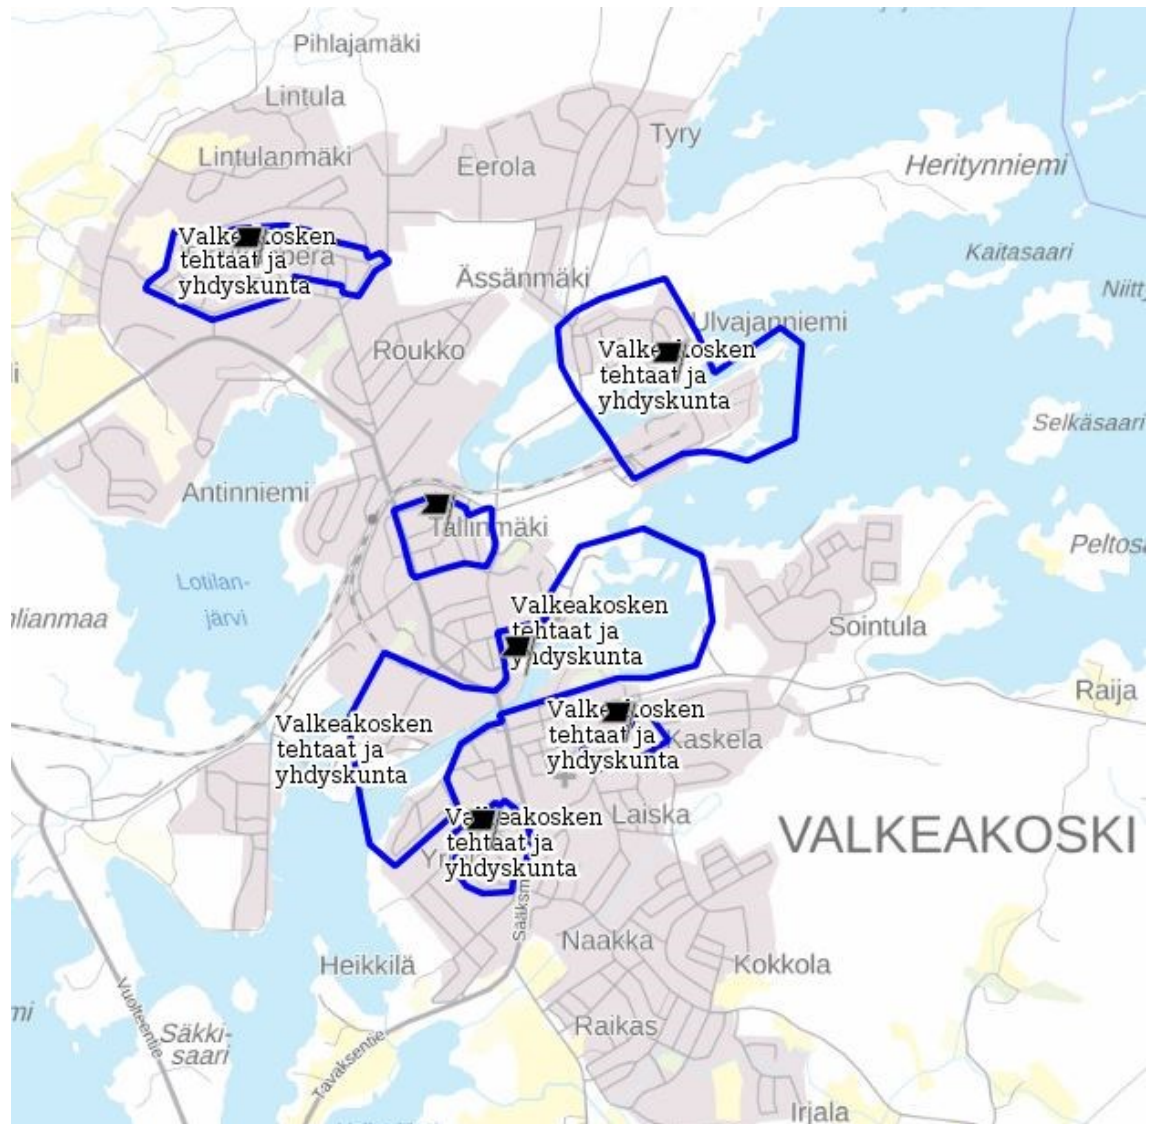 Pihlajamäki
Lintula
Tyry
Lintulanmäki
Eerola
Heritynniemi
Valkeakosken
tehtaat ja
yhdyskunta
Kaitasaari
Ässänmäki
Ulvajanniemi
Roukko
Valkeakosken
tehtaat ja
yhdyskunta
Selkäsaari
Antinniemi
Tallinmäki
Lotilan-
järvi
Valkeakosken
tehtaat ja
yhdyskunta
Sointula
Raija
Valkeakosken
tehtaat ja
yhdyskunta
Valkeakosken
tehtaat ja
yhdyskunta
Kaskela
Laiska
VALKEAKOSKI
Valkeakosken
tehtaat ja
yhdyskunta
Naakka
Heikkilä
Kokkola
Vuolteentie
Säkki-
saari
Raikas
Tavaksentie
Irjala